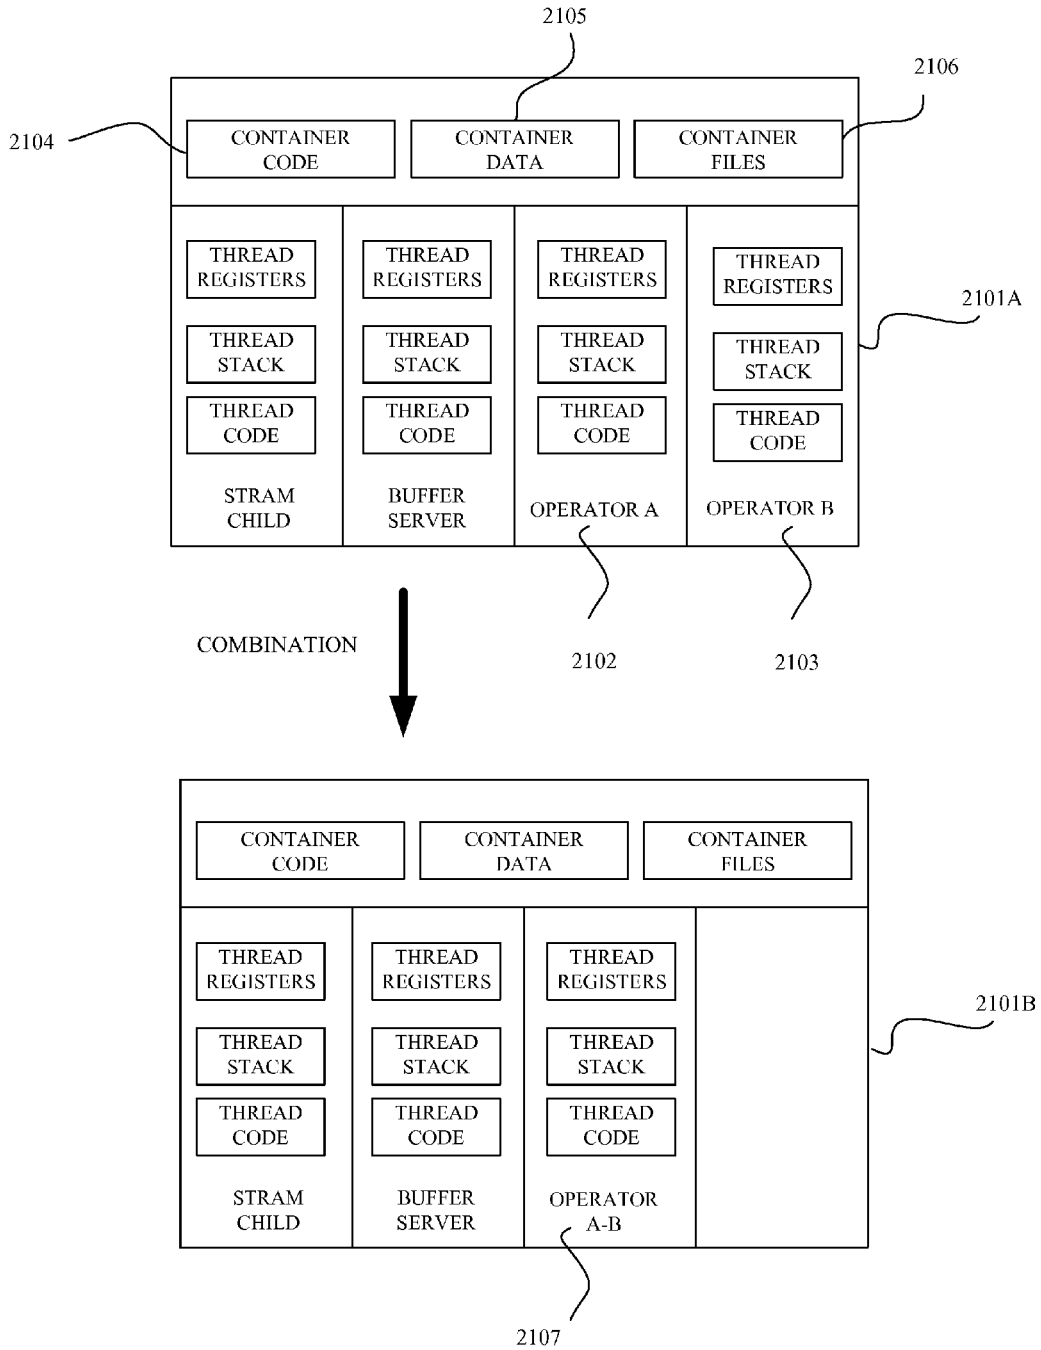 2105
2106
2104
CONTAINER
CODE
CONTAINER
DATA
CONTAINER
FILES
THREAD
REGISTERS
THREAD
REGISTERS
THREAD
REGISTERS
THREAD
REGISTERS
2101A
THREAD
STACK
THREAD
STACK
THREAD
STACK
THREAD
STACK
THREAD
CODE
THREAD
CODE
THREAD
CODE
THREAD
CODE
STRAM
CHILD
BUFFER
SERVER
OPERATOR A
OPERATOR B
COMBINATION
2102
2103
CONTAINER
CODE
CONTAINER
DATA
CONTAINER
FILES
THREAD
REGISTERS
THREAD
REGISTERS
THREAD
REGISTERS
2101B
THREAD
STACK
THREAD
STACK
THREAD
STACK
THREAD
CODE
THREAD
CODE
THREAD
CODE
STRAM
CHILD
BUFFER
SERVER
OPERATOR
A-B
2107